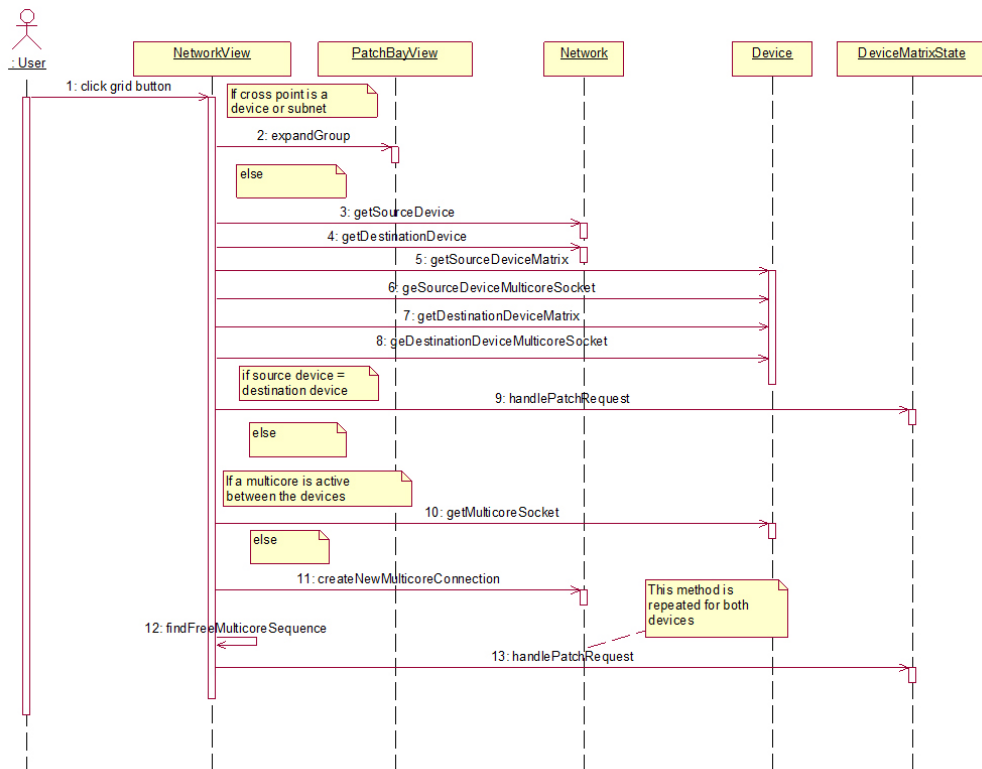 : User
NetworkView
PatchBayView
Network
Device
DeviceMatrixState
1: click grid button
If cross point is a
device or subnet
2: expandGroup
else
3: getSourceDevice
4: getDestinationDevice
5: getSourceDeviceMatrix
6: geSourceDeviceMulticoreSocket
7: getDestinationDeviceMatrix
8: geDestinationDeviceMulticoreSocket
if source device =
destination device
9: handlePatchRequest
else
If a multicore is active
between the devices
10: getMulticoreSocket
else
11: createNewMulticoreConnection
This method is
repeated for both
devices
12: findFreeMulticoreSequence
13: handlePatchRequest